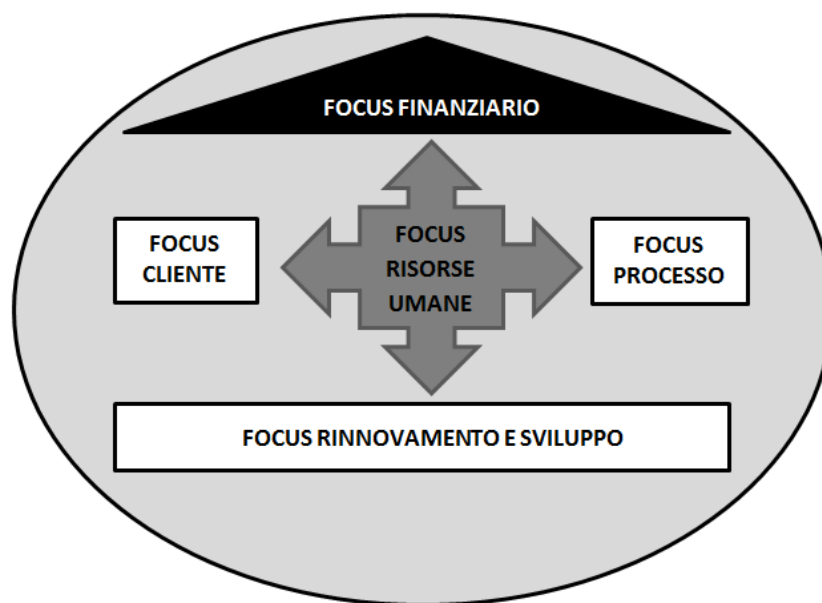 FOCUS FINANZIARIO
FOCUS
CLIENTE
FOCUS
RISORSE
UMANE
FOCUS
PROCESSO
FOCUS RINNOVAMENTO E SVILUPPO